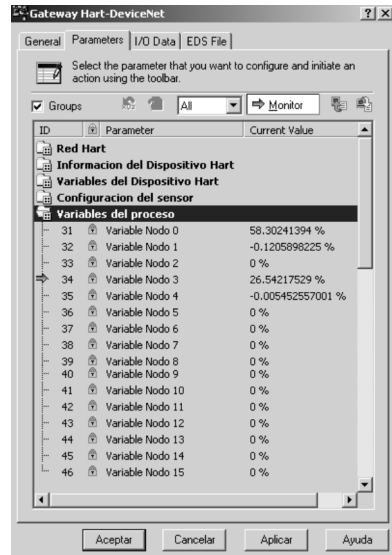 Gateway Hart-DeviceNet
General Parameters I/O Data EDS File
Select the parameter that you want to configure and initiate an
action using the toolbar.
Groups All Monitor
ID Parameter Current Value
Red Hart
Informacion del Dispositivo Hart
Variables del Dispositivo Hart
Configuracion del sensor
Variables del proceso
31 Variable Nodo 0 58.30241394 %
32 Variable Nodo 1 -0.1205898225 %
33 Variable Nodo 2 0 %
34 Variable Nodo 3 26.54217529 %
35 Variable Nodo 4 -0.005452557001 %
36 Variable Nodo 5 0 %
37 Variable Nodo 6 0 %
38 Variable Nodo 7 0 %
39 Variable Nodo 8 0 %
40 Variable Nodo 9 0 %
41 Variable Nodo 10 0 %
42 Variable Nodo 11 0 %
43 Variable Nodo 12 0 %
44 Variable Nodo 13 0 %
45 Variable Nodo 14 0 %
46 Variable Nodo 15 0 %
Aceptar Cancelar Aplicar Ayuda